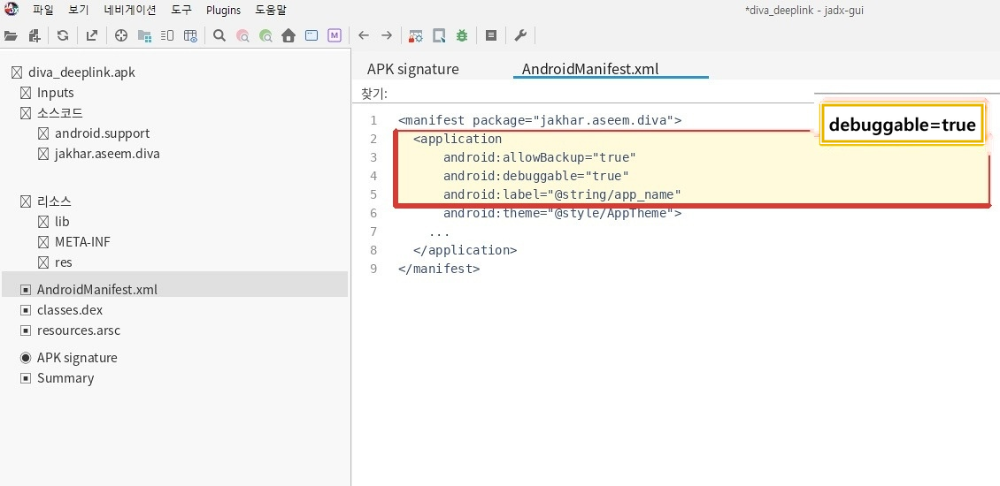 파일 보기 네비게이션 도구 Plugins 도움말 *diva_deeplink - jadx-gui
M
diva_deeplink.apk
Inputs
소스코드
android.support
jakhar.aseem.diva
리소스
lib
META-INF
res
AndroidManifest.xml
classes.dex
resources.arsc
APK signature
Summary
APK signature AndroidManifest.xml
찾기:
debuggable=true
1 <manifest package="jakhar.aseem.diva">
2 <application
3 android:allowBackup="true"
4 android:debuggable="true"
5 android:label="@string/app_name"
6 android:theme="@style/AppTheme">
7 ...
8 </application>
9 </manifest>